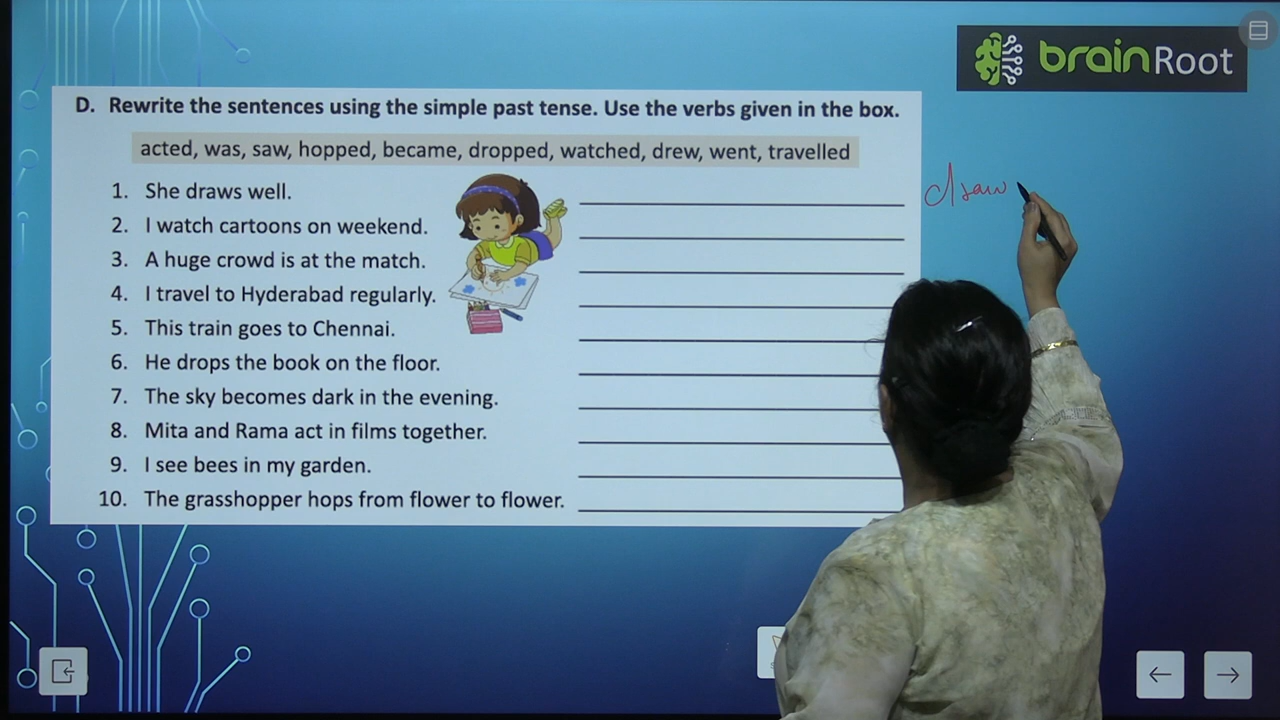 brainRoot
D. Rewrite the sentences using the simple past tense. Use the verbs given in the box.
acted, was, saw, hopped, became, dropped, watched, drew, went, travelled
1. She draws well.
draw
2. I watch cartoons on weekend.
3. A huge crowd is at the match.
4. I travel to Hyderabad regularly.
5. This train goes to Chennai.
6. He drops the book on the floor.
7. The sky becomes dark in the evening.
8. Mita and Rama act in films together.
9. I see bees in my garden.
10. The grasshopper hops from flower to flower.